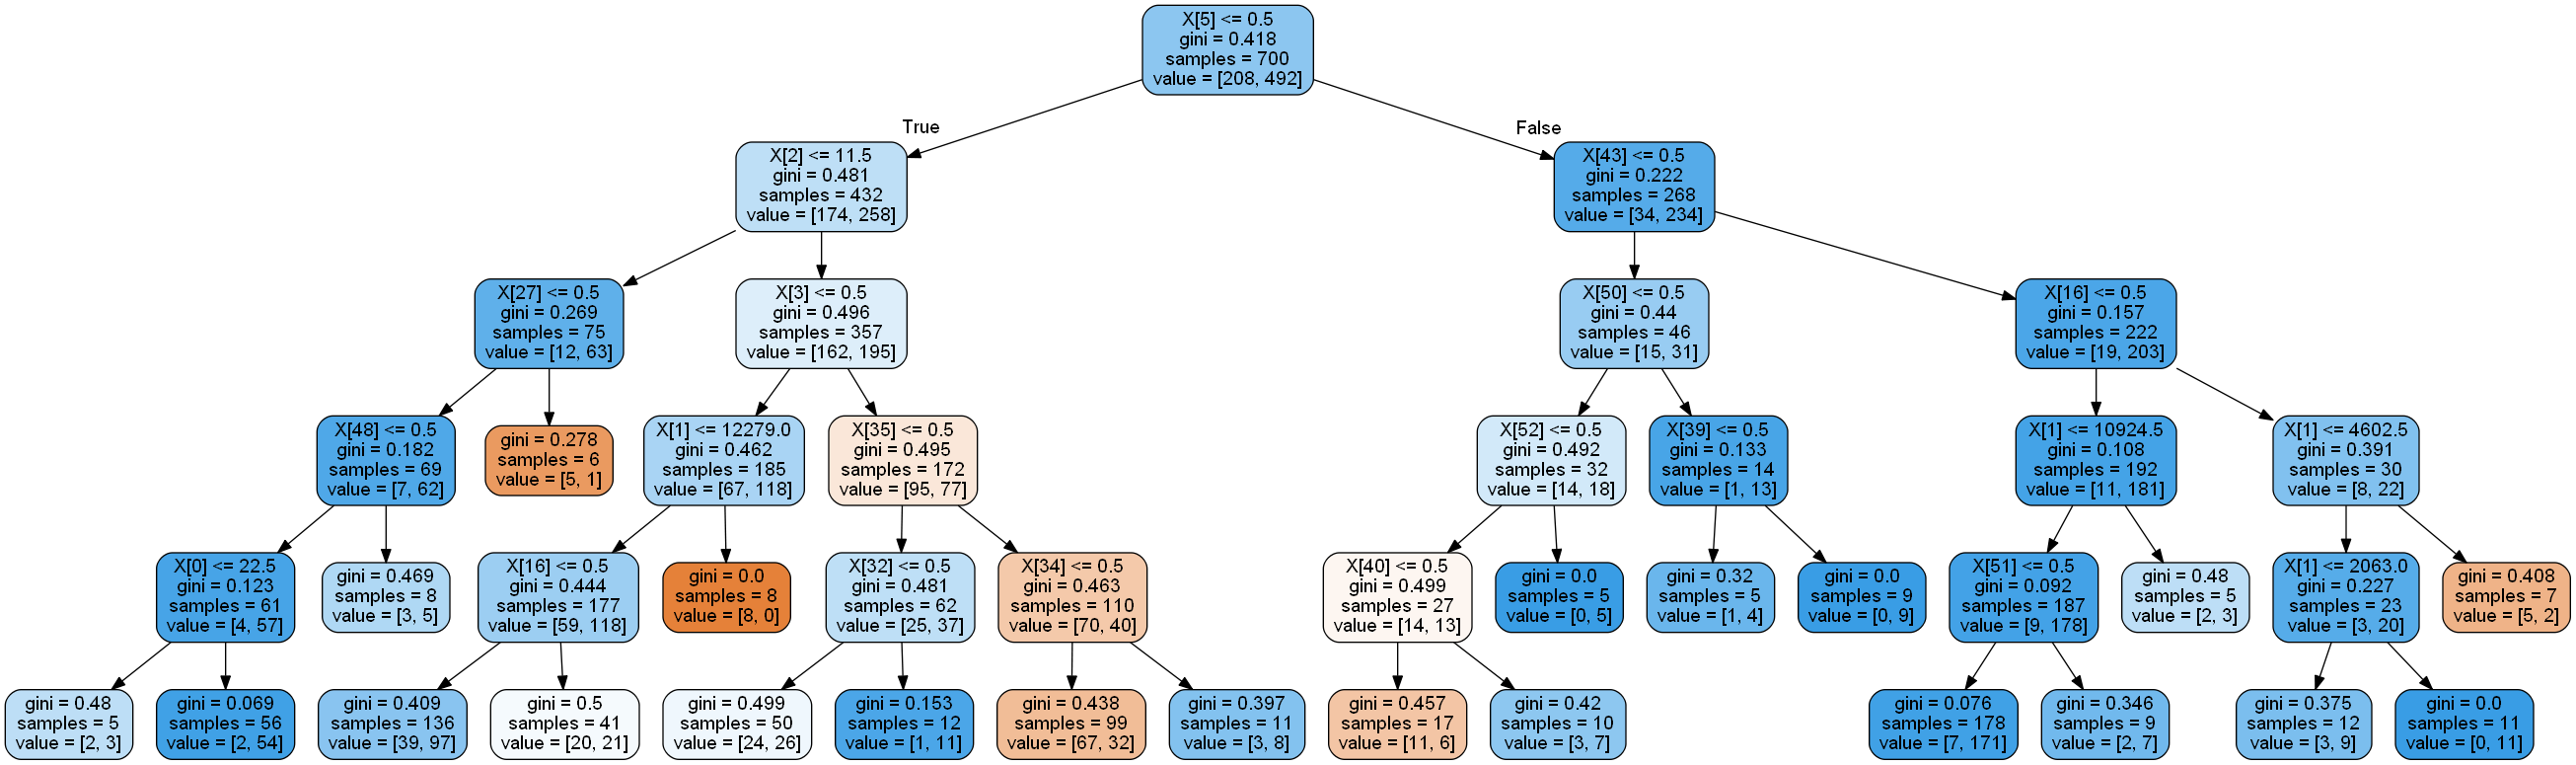 X[5] <= 0.5
gini = 0.418
samples = 700
value = [208, 492]
True
False
X[2] <= 11.5
gini = 0.481
samples = 432
value = [174, 258]
X[43] <= 0.5
gini = 0.222
samples = 268
value = [34, 234]
X[27] <= 0.5
gini = 0.269
samples = 75
value = [12, 63]
X[3] <= 0.5
gini = 0.496
samples = 357
value = [162, 195]
X[50] <= 0.5
gini = 0.44
samples = 46
value = [15, 31]
X[16] <= 0.5
gini = 0.157
samples = 222
value = [19, 203]
X[48] <= 0.5
gini = 0.182
samples = 69
value = [7, 62]
gini = 0.278
samples = 6
value = [5, 1]
X[1] <= 12279.0
gini = 0.462
samples = 185
value = [67, 118]
X[35] <= 0.5
gini = 0.495
samples = 172
value = [95, 77]
X[52] <= 0.5
gini = 0.492
samples = 32
value = [14, 18]
X[39] <= 0.5
gini = 0.133
samples = 14
value = [1, 13]
X[1] <= 10924.5
gini = 0.108
samples = 192
value = [11, 181]
X[1] <= 4602.5
gini = 0.391
samples = 30
value = [8, 22]
X[0] <= 22.5
gini = 0.123
samples = 61
value = [4, 57]
gini = 0.469
samples = 8
value = [3, 5]
X[16] <= 0.5
gini = 0.444
samples = 177
value = [59, 118]
gini = 0.0
samples = 8
value = [8, 0]
X[32] <= 0.5
gini = 0.481
samples = 62
value = [25, 37]
X[34] <= 0.5
gini = 0.463
samples = 110
value = [70, 40]
X[40] <= 0.5
gini = 0.499
samples = 27
value = [14, 13]
gini = 0.0
samples = 5
value = [0, 5]
gini = 0.32
samples = 5
value = [1, 4]
gini = 0.0
samples = 9
value = [0, 9]
X[51] <= 0.5
gini = 0.092
samples = 187
value = [9, 178]
gini = 0.48
samples = 5
value = [2, 3]
X[1] <= 2063.0
gini = 0.227
samples = 23
value = [3, 20]
gini = 0.408
samples = 7
value = [5, 2]
gini = 0.48
samples = 5
value = [2, 3]
gini = 0.069
samples = 56
value = [2, 54]
gini = 0.409
samples = 136
value = [39, 97]
gini = 0.5
samples = 41
value = [20, 21]
gini = 0.499
samples = 50
value = [24, 26]
gini = 0.153
samples = 12
value = [1, 11]
gini = 0.438
samples = 99
value = [67, 32]
gini = 0.397
samples = 11
value = [3, 8]
gini = 0.457
samples = 17
value = [11, 6]
gini = 0.42
samples = 10
value = [3, 7]
gini = 0.076
samples = 178
value = [7, 171]
gini = 0.346
samples = 9
value = [2, 7]
gini = 0.375
samples = 12
value = [3, 9]
gini = 0.0
samples = 11
value = [0, 11]